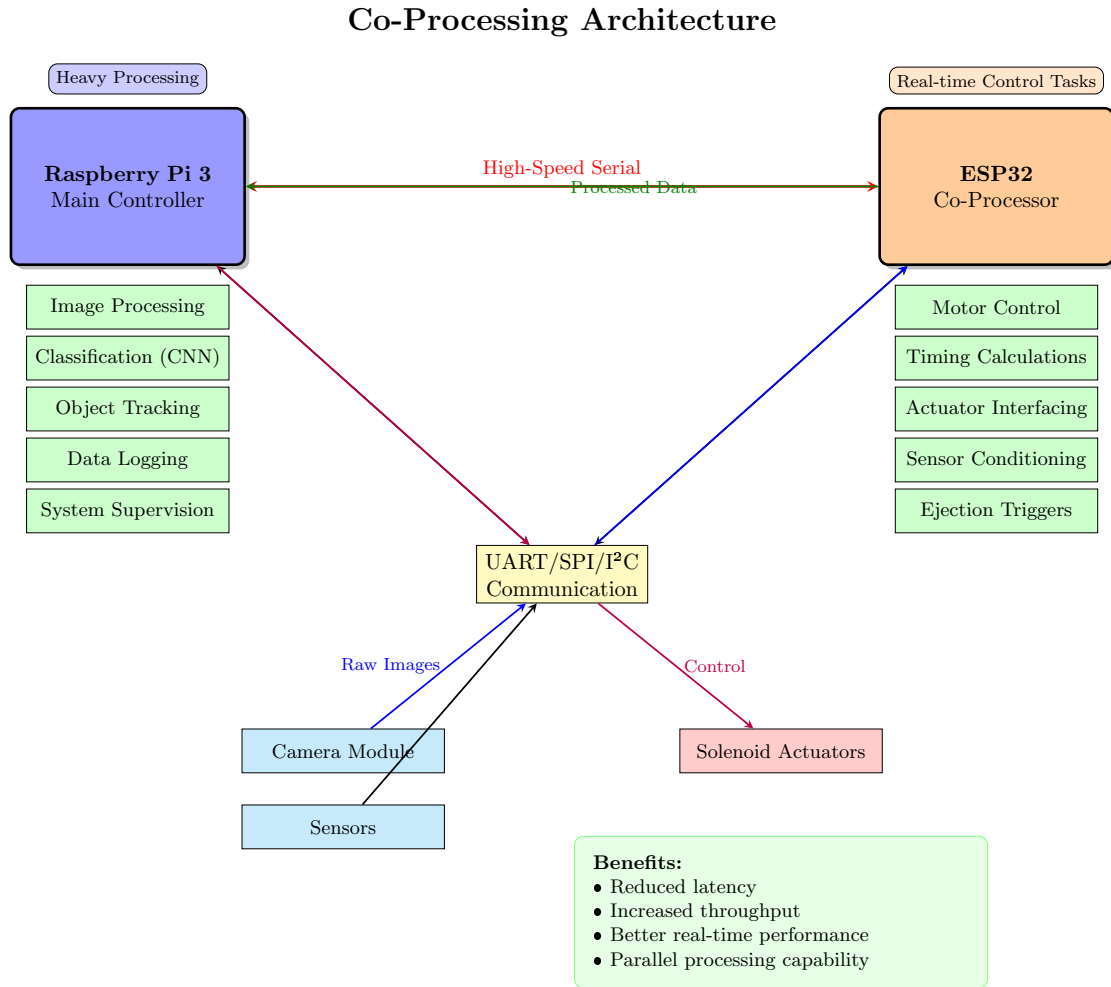 Co-Processing Architecture
Heavy Processing
Real-time Control Tasks
Raspberry Pi 3
Main Controller
High-Speed Serial
Processed Data
ESP32
Co-Processor
Image Processing
Classification (CNN)
Object Tracking
Data Logging
System Supervision
Motor Control
Timing Calculations
Actuator Interfacing
Sensor Conditioning
Ejection Triggers
UART/SPI/I²C
Communication
Raw Images
Control
Camera Module
Solenoid Actuators
Sensors
Benefits:
• Reduced latency
• Increased throughput
• Better real-time performance
• Parallel processing capability